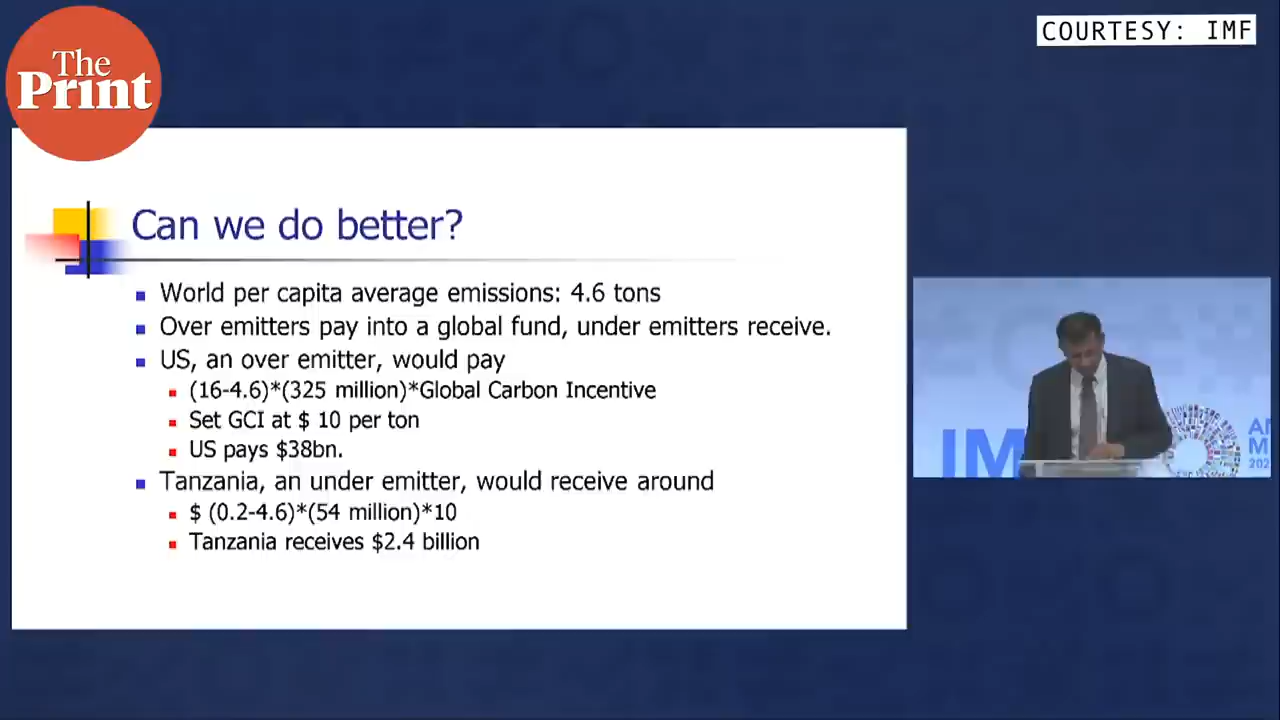 The
Print
COURTESY: IMF
Can we do better?
World per capita average emissions: 4.6 tons
Over emitters pay into a global fund, under emitters receive.
US, an over emitter, would pay
(16-4.6)*(325 million)*Global Carbon Incentive
Set GCI at $ 10 per ton
US pays $38bn.
Tanzania, an under emitter, would receive around
$ (0.2-4.6)*(54 million)*10
Tanzania receives $2.4 billion
IM
AN
M
202